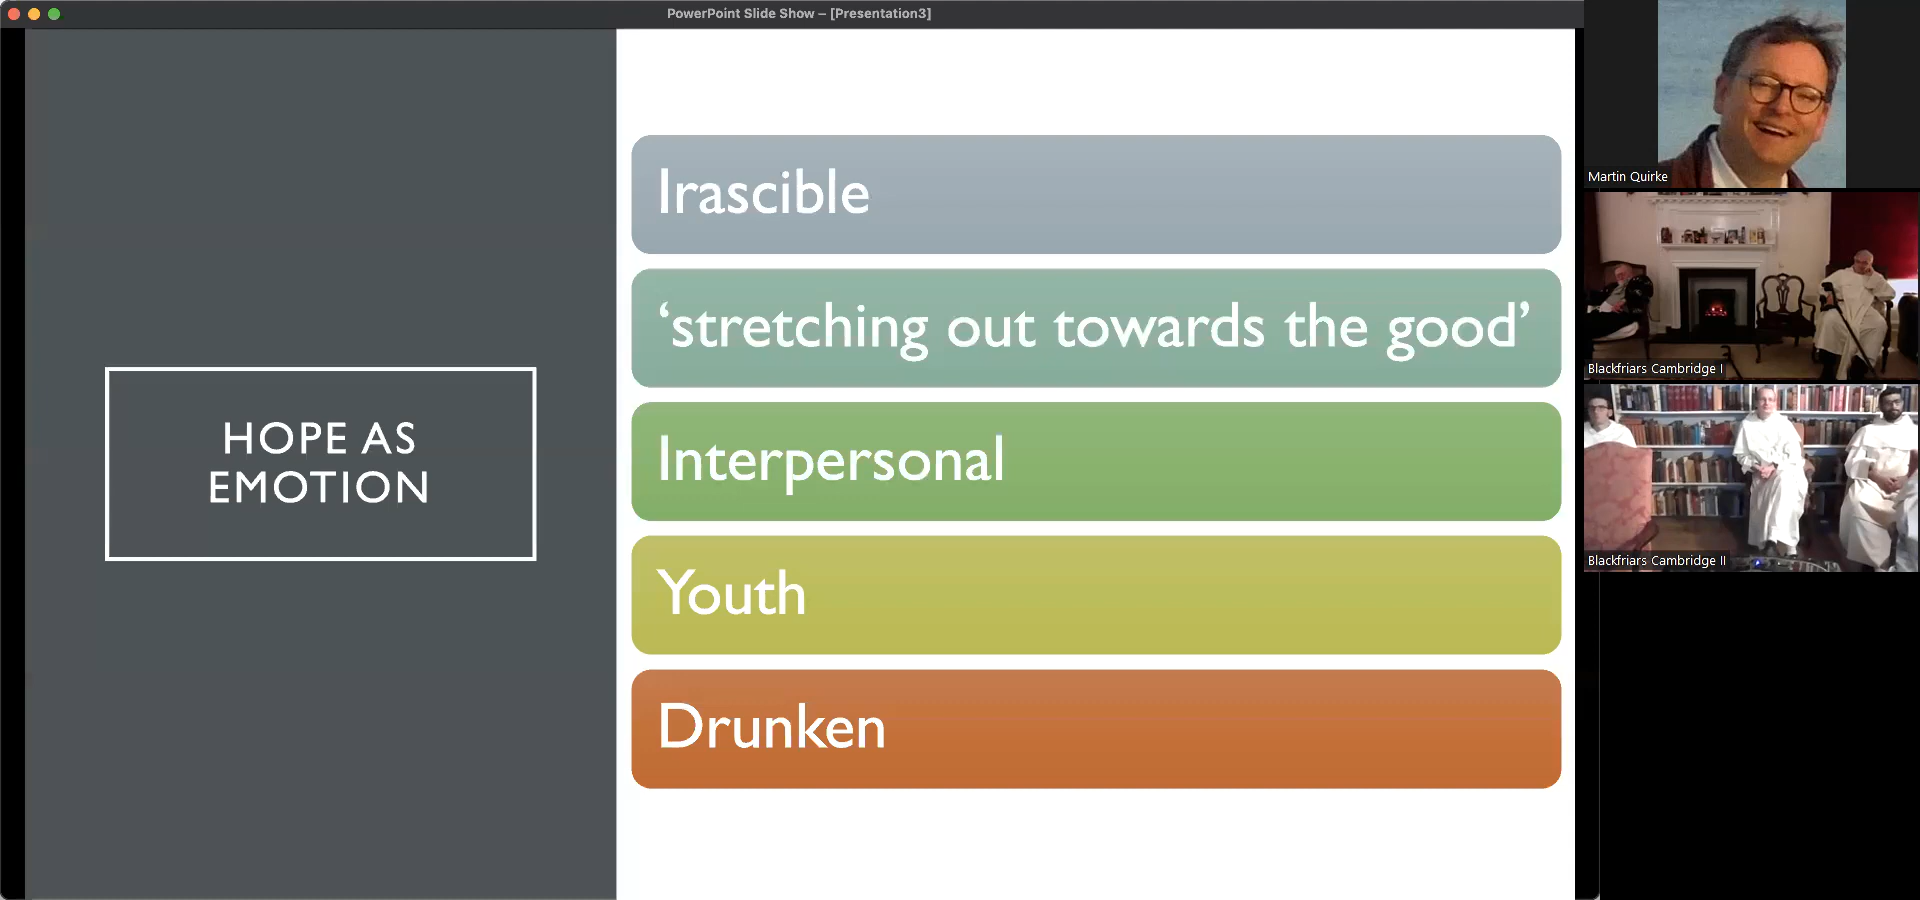 PowerPoint Slide Show – [Presentation3]
HOPE AS
EMOTION
Irascible
‘stretching out towards the good’
Interpersonal
Youth
Drunken
Martin Quirke
Blackfriars Cambridge I
Blackfriars Cambridge II